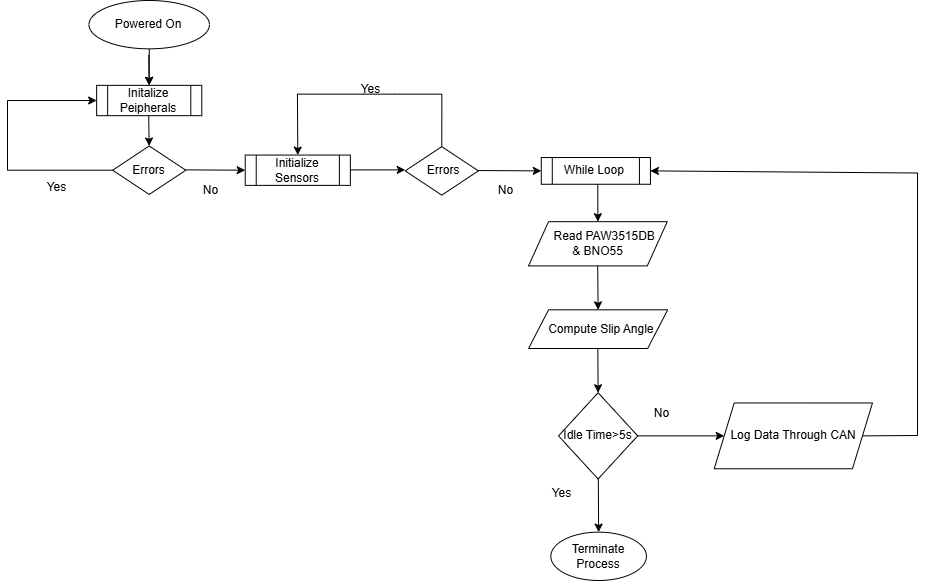 Powered On
Initalize
Peipherals
Errors
Yes
No
Initialize
Sensors
Yes
Errors
No
While Loop
Read PAW3515DB
& BNO55
Compute Slip Angle
Idle Time>5s
No
Log Data Through CAN
Yes
Terminate
Process